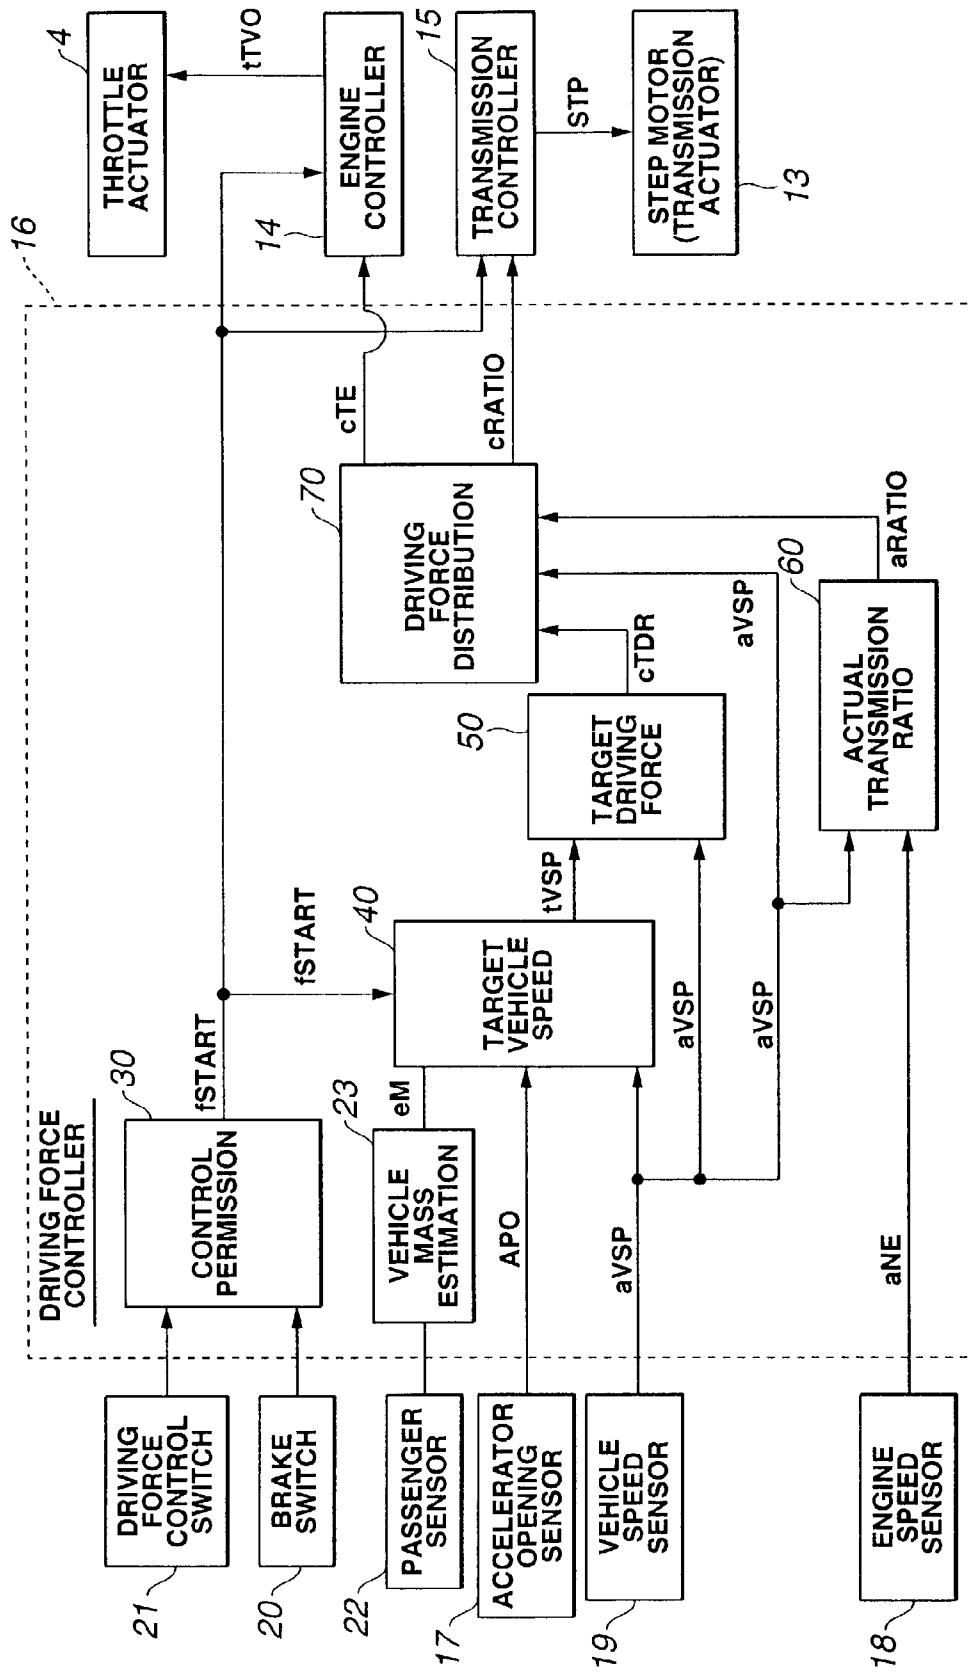 DRIVING FORCE
CONTROLLER
16
DRIVING
FORCE
CONTROL
SWITCH
21
BRAKE
SWITCH
20
PASSENGER
SENSOR
22
ACCELERATOR
OPENING
SENSOR
17
VEHICLE
SPEED
SENSOR
19
ENGINE
SPEED
SENSOR
18
CONTROL
PERMISSION
30
fSTART
fSTART
VEHICLE
MASS
ESTIMATION
23
eM
APO
aVSP
aVSP
aVSP
aNE
TARGET
VEHICLE
SPEED
40
tVSP
TARGET
DRIVING
FORCE
50
cTDR
aVSP
ACTUAL
TRANSMISSION
RATIO
60
aRATIO
DRIVING
FORCE
DISTRIBUTION
70
cTE
cRATIO
THROTTLE
ACTUATOR
4
tTVO
ENGINE
CONTROLLER
14
TRANSMISSION
CONTROLLER
15
STP
STEP MOTOR
(TRANSMISSION
ACTUATOR)
13